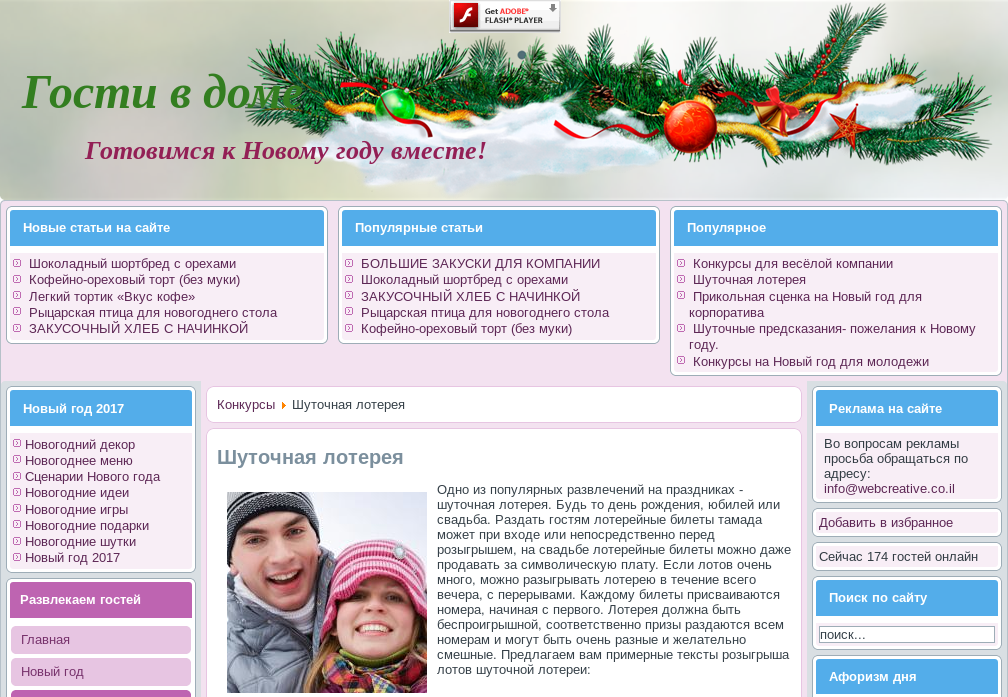 Get ADOBE®
FLASH® PLAYER
Гости в доме
Готовимся к Новому году вместе!
Новые статьи на сайте
Шоколадный шортбред с орехами
Кофейно-ореховый торт (без муки)
Легкий тортик «Вкус кофе»
Рыцарская птица для новогоднего стола
ЗАКУСОЧНЫЙ ХЛЕБ С НАЧИНКОЙ
Популярные статьи
БОЛЬШИЕ ЗАКУСКИ ДЛЯ КОМПАНИИ
Шоколадный шортбред с орехами
ЗАКУСОЧНЫЙ ХЛЕБ С НАЧИНКОЙ
Рыцарская птица для новогоднего стола
Кофейно-ореховый торт (без муки)
Популярное
Конкурсы для весёлой компании
Шуточная лотерея
Прикольная сценка на Новый год для
корпоратива
Шуточные предсказания- пожелания к Новому
году.
Конкурсы на Новый год для молодежи
Новый год 2017
Новогодний декор
Новогоднее меню
Сценарии Нового года
Новогодние идеи
Новогодние игры
Новогодние подарки
Новогодние шутки
Новый год 2017
Развлекаем гостей
Главная
Новый год
Конкурсы Шуточная лотерея
Шуточная лотерея
Одно из популярных развлечений на праздниках -
шуточная лотерея. Будь то день рождения, юбилей или
свадьба. Раздать гостям лотерейные билеты тамада
может при входе или непосредственно перед
розыгрышем, на свадьбе лотерейные билеты можно даже
продавать за символическую плату. Если лотов очень
много, можно разыгрывать лотерею в течение всего
вечера, с перерывами. Каждому билеты присваиваются
номера, начиная с первого. Лотерея должна быть
беспроигрышной, соответственно призы раздаются всем
номерам и могут быть очень разные и желательно
смешные. Предлагаем вам примерные тексты розыгрыша
лотов шуточной лотереи:
Реклама на сайте
Во вопросам рекламы
просьба обращаться по
адресу:
info@webcreative.co.il
Добавить в избранное
Сейчас 174 гостей онлайн
Поиск по сайту
поиск...
Афоризм дня